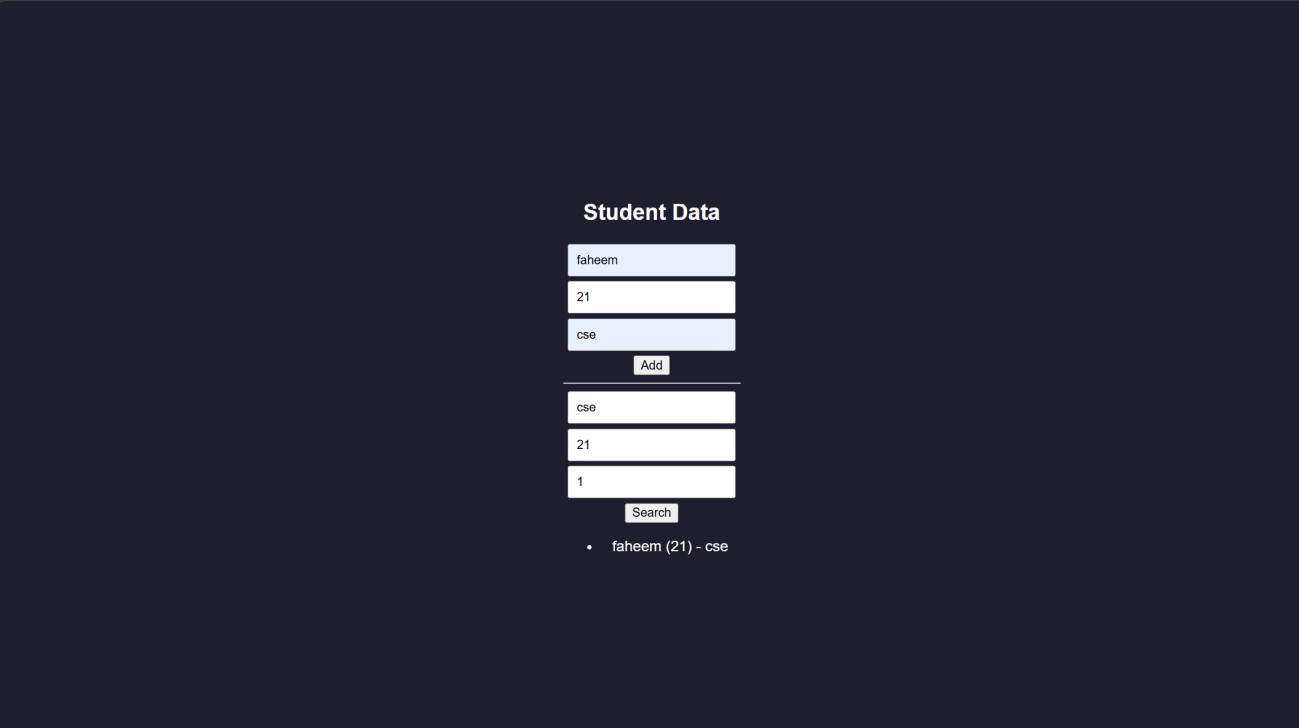 Student Data
faheem
21
cse
Add
cse
21
1
Search
• faheem (21) - cse